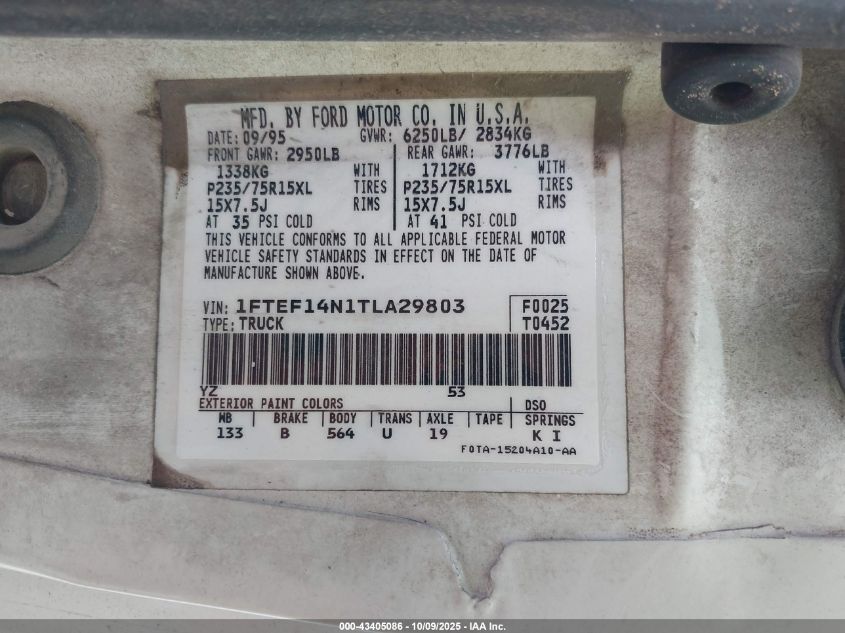 MFD. BY FORD MOTOR CO. IN U.S.A.
DATE: 09/95 GVWR: 6250LB/ 2834KG
FRONT GAWR: 2950LB REAR GAWR: 3776LB
1338KG WITH 1712KG WITH
P235/75R15XL TIRES P235/75R15XL TIRES
15X7.5J RIMS 15X7.5J RIMS
AT 35 PSI COLD AT 41 PSI COLD
THIS VEHICLE CONFORMS TO ALL APPLICABLE FEDERAL MOTOR
VEHICLE SAFETY STANDARDS IN EFFECT ON THE DATE OF
MANUFACTURE SHOWN ABOVE.
VIN: 1FTEF14N1TLA29803 F0025
TYPE: TRUCK T0452
YZ 53
EXTERIOR PAINT COLORS DSO
WB BRAKE BODY TRANS AXLE TAPE SPRINGS
133 B 564 U 19 K I
F0TA-15204A10-AA
000-43405086 - 10/09/2025 - IAA Inc.